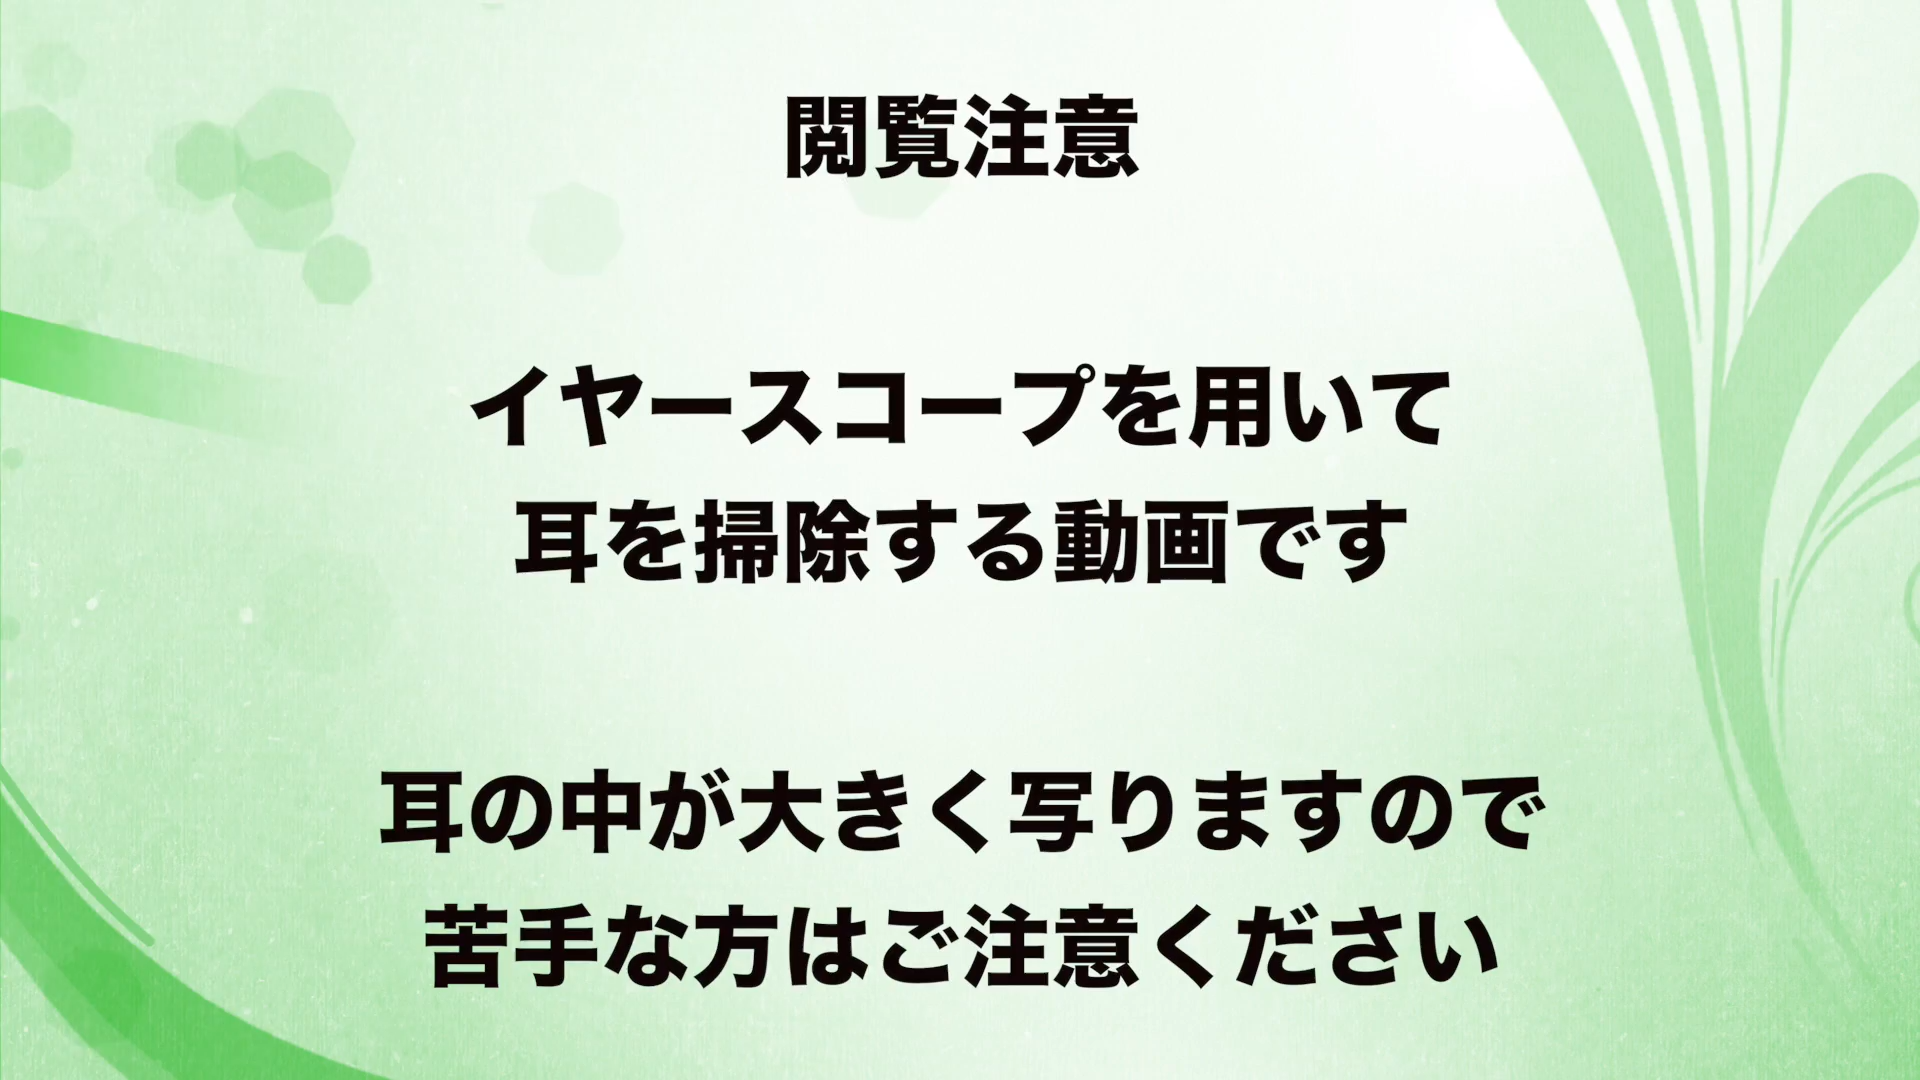 閲覧注意
イヤースコープを用いて
耳を掃除する動画です
耳の中が大きく写りますので
苦手な方はご注意ください